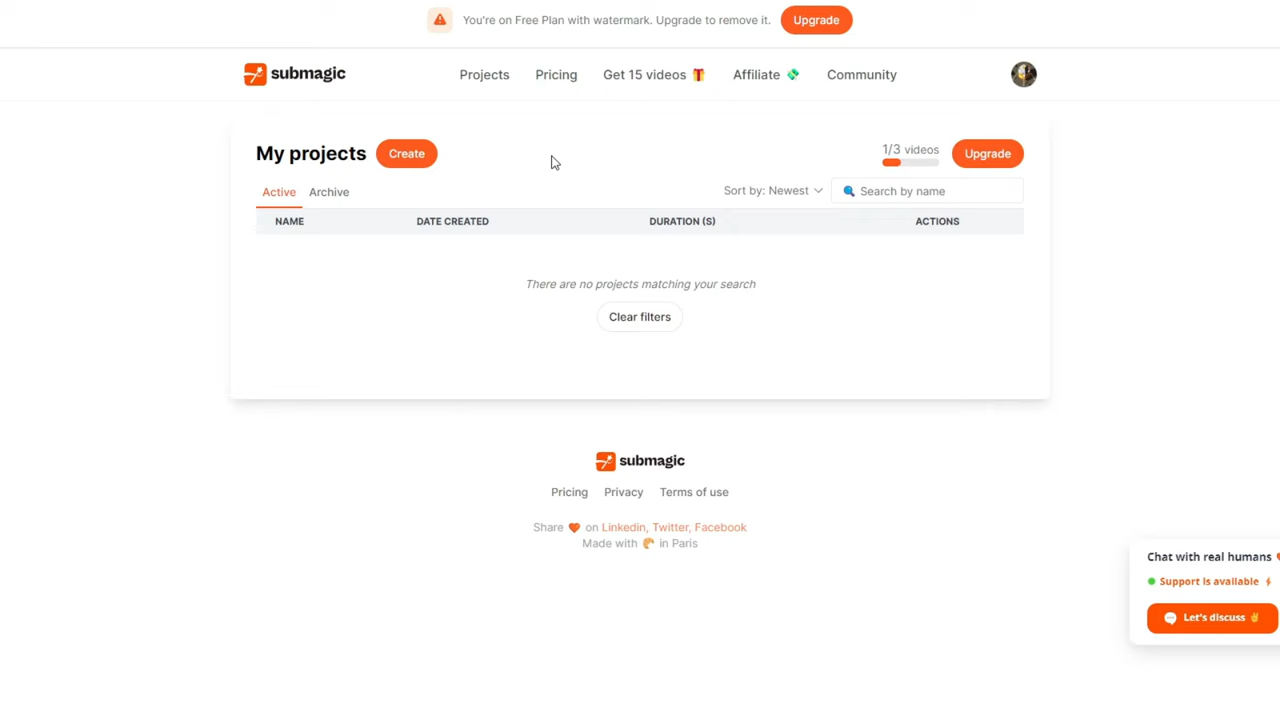 You're on Free Plan with watermark. Upgrade to remove it. Upgrade
submagic Projects Pricing Get 15 videos 🎁 Affiliate 💸 Community
My projects Create 1/3 videos Upgrade
Active Archive Sort by: Newest Search by name
NAME DATE CREATED DURATION (S) ACTIONS
There are no projects matching your search
Clear filters
submagic
Pricing Privacy Terms of use
Share 🧡 on Linkedin, Twitter, Facebook
Made with 🥐 in Paris
Chat with real humans
Support is available ⚡
Let's discuss ✌